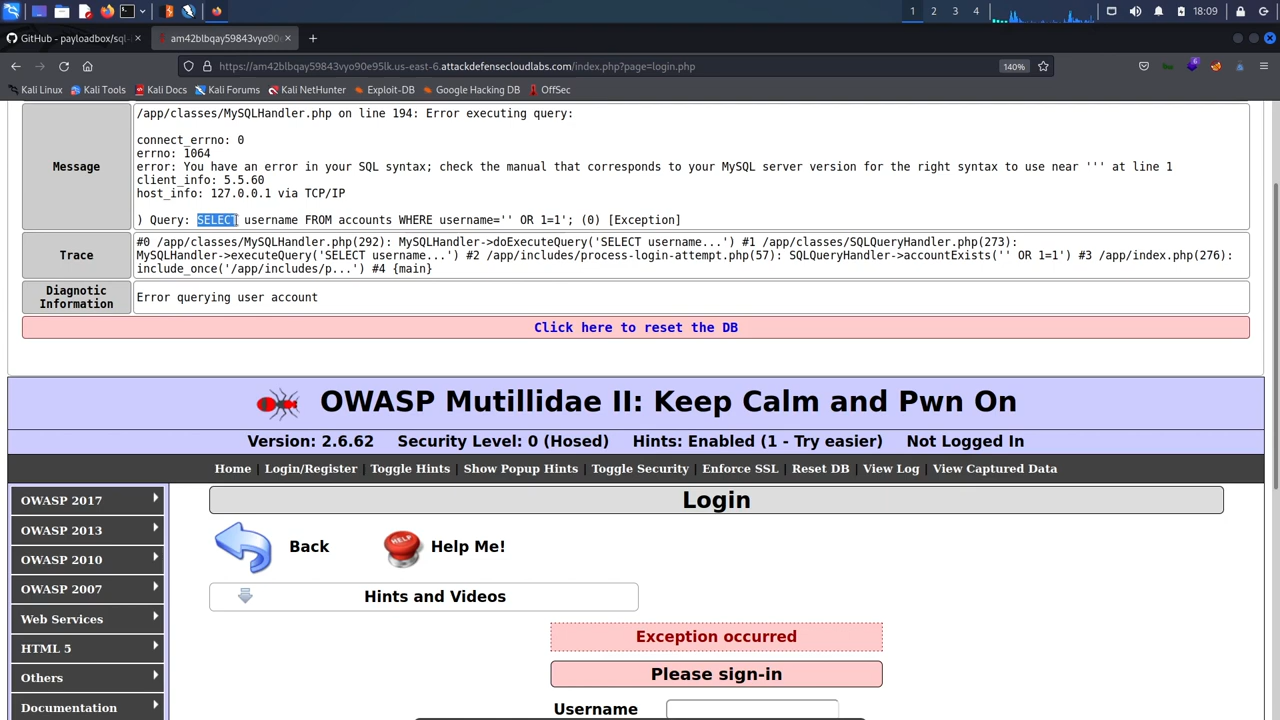 18:09
1 2 3 4
GitHub - payloadbox/sql-
am42blbqay59843vyo90e
https://am42blbqay59843vyo90e95lk.us-east-6.attackdefensecloudlabs.com/index.php?page=login.php
140%
Kali Linux Kali Tools Kali Docs Kali Forums Kali NetHunter Exploit-DB Google Hacking DB OffSec
Message
/app/classes/MySQLHandler.php on line 194: Error executing query:
connect_errno: 0
errno: 1064
error: You have an error in your SQL syntax; check the manual that corresponds to your MySQL server version for the right syntax to use near ''' at line 1
client_info: 5.5.60
host_info: 127.0.0.1 via TCP/IP
) Query: SELECT username FROM accounts WHERE username='' OR 1=1'; (0) [Exception]
Trace
#0 /app/classes/MySQLHandler.php(292): MySQLHandler->doExecuteQuery('SELECT username...') #1 /app/classes/SQLQueryHandler.php(273):
MySQLHandler->executeQuery('SELECT username...') #2 /app/includes/process-login-attempt.php(57): SQLQueryHandler->accountExists('' OR 1=1') #3 /app/index.php(276):
include_once('/app/includes/p...') #4 {main}
Diagnostic
Information
Error querying user account
Click here to reset the DB
OWASP Mutillidae II: Keep Calm and Pwn On
Version: 2.6.62 Security Level: 0 (Hosed) Hints: Enabled (1 - Try easier) Not Logged In
Home | Login/Register | Toggle Hints | Show Popup Hints | Toggle Security | Enforce SSL | Reset DB | View Log | View Captured Data
OWASP 2017
OWASP 2013
OWASP 2010
OWASP 2007
Web Services
HTML 5
Others
Documentation
Login
Back
HELP
Help Me!
Hints and Videos
Exception occurred
Please sign-in
Username